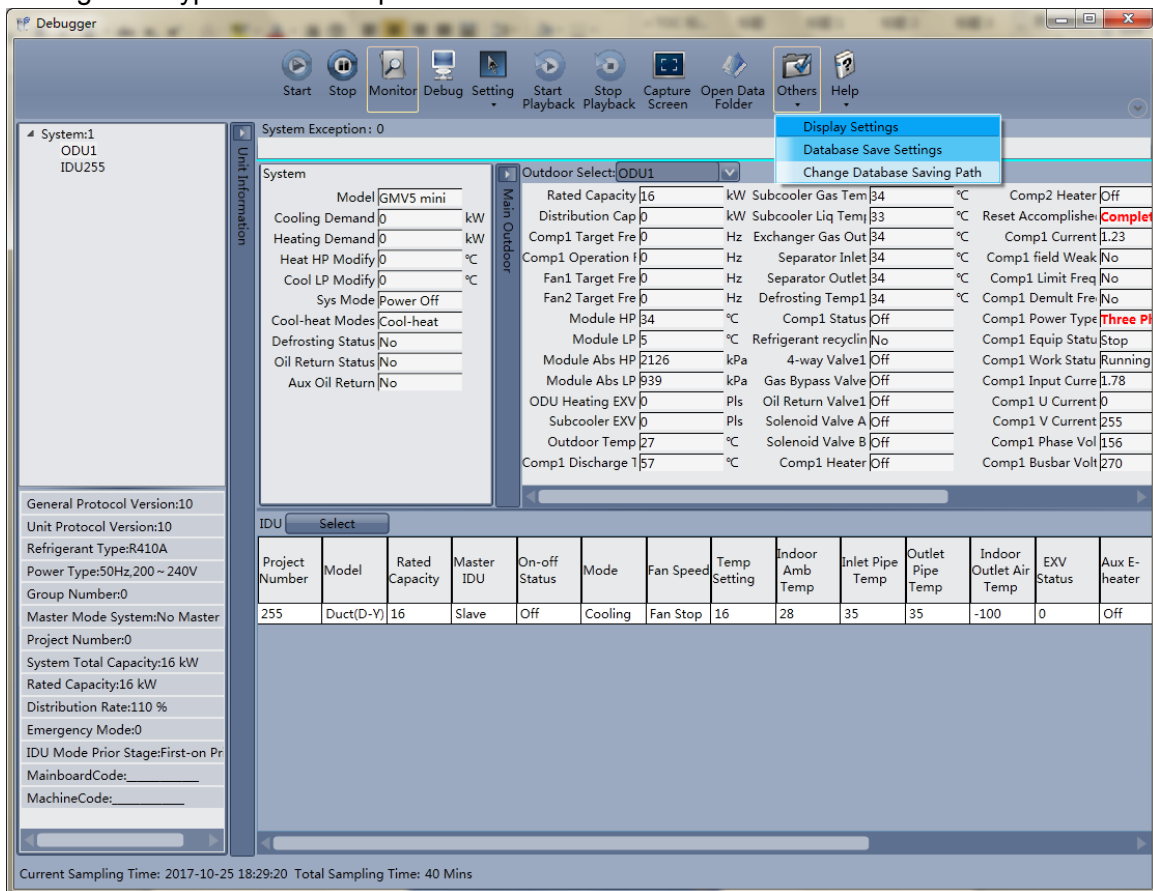 Debugger
Start Stop Monitor Debug Setting Start Playback Stop Playback Capture Screen Open Data Folder Others Help
Display Settings
Database Save Settings
Change Database Saving Path
System:1
ODU1
IDU255
Unit Information
System Exception: 0
System
Model GMV5 mini
Cooling Demand 0 kW
Heating Demand 0 kW
Heat HP Modify 0 ℃
Cool LP Modify 0 ℃
Sys Mode Power Off
Cool-heat Modes Cool-heat
Defrosting Status No
Oil Return Status No
Aux Oil Return No
Main Outdoor
Outdoor Select: ODU1
Rated Capacity 16 kW Subcooler Gas Tem 34 ℃ Comp2 Heater Off
Distribution Cap 0 kW Subcooler Liq Temp 33 ℃ Reset Accomplishe Complet
Comp1 Target Fre 0 Hz Exchanger Gas Out 34 ℃ Comp1 Current 1.23
Comp1 Operation F 0 Hz Separator Inlet 34 ℃ Comp1 field Weak No
Fan1 Target Fre 0 Hz Separator Outlet 34 ℃ Comp1 Limit Freq No
Fan2 Target Fre 0 Hz Defrosting Temp1 34 ℃ Comp1 Demult Fre No
Module HP 34 ℃ Comp1 Status Off Comp1 Power Type Three Ph
Module LP 5 ℃ Refrigerant recyclin No Comp1 Equip Statu Stop
Module Abs HP 2126 kPa 4-way Valve1 Off Comp1 Work Statu Running
Module Abs LP 939 kPa Gas Bypass Valve Off Comp1 Input Curre 1.78
ODU Heating EXV 0 Pls Oil Return Valve1 Off Comp1 U Current 0
Subcooler EXV 0 Pls Solenoid Valve A Off Comp1 V Current 255
Outdoor Temp 27 ℃ Solenoid Valve B Off Comp1 Phase Vol 156
Comp1 Discharge T 57 ℃ Comp1 Heater Off Comp1 Busbar Volt 270
General Protocol Version:10
Unit Protocol Version:10
Refrigerant Type:R410A
Power Type:50Hz,200~240V
Group Number:0
Master Mode System:No Master
Project Number:0
System Total Capacity:16 kW
Rated Capacity:16 kW
Distribution Rate:110 %
Emergency Mode:0
IDU Mode Prior Stage:First-on Pr
MainboardCode:__________
MachineCode:__________
IDU Select
Project Number Model Rated Capacity Master IDU On-off Status Mode Fan Speed Temp Setting Indoor Amb Temp Inlet Pipe Temp Outlet Pipe Temp Indoor Outlet Air Temp EXV Status Aux E-heater
255 Duct(D-Y) 16 Slave Off Cooling Fan Stop 16 28 35 35 -100 0 Off
Current Sampling Time: 2017-10-25 18:29:20 Total Sampling Time: 40 Mins